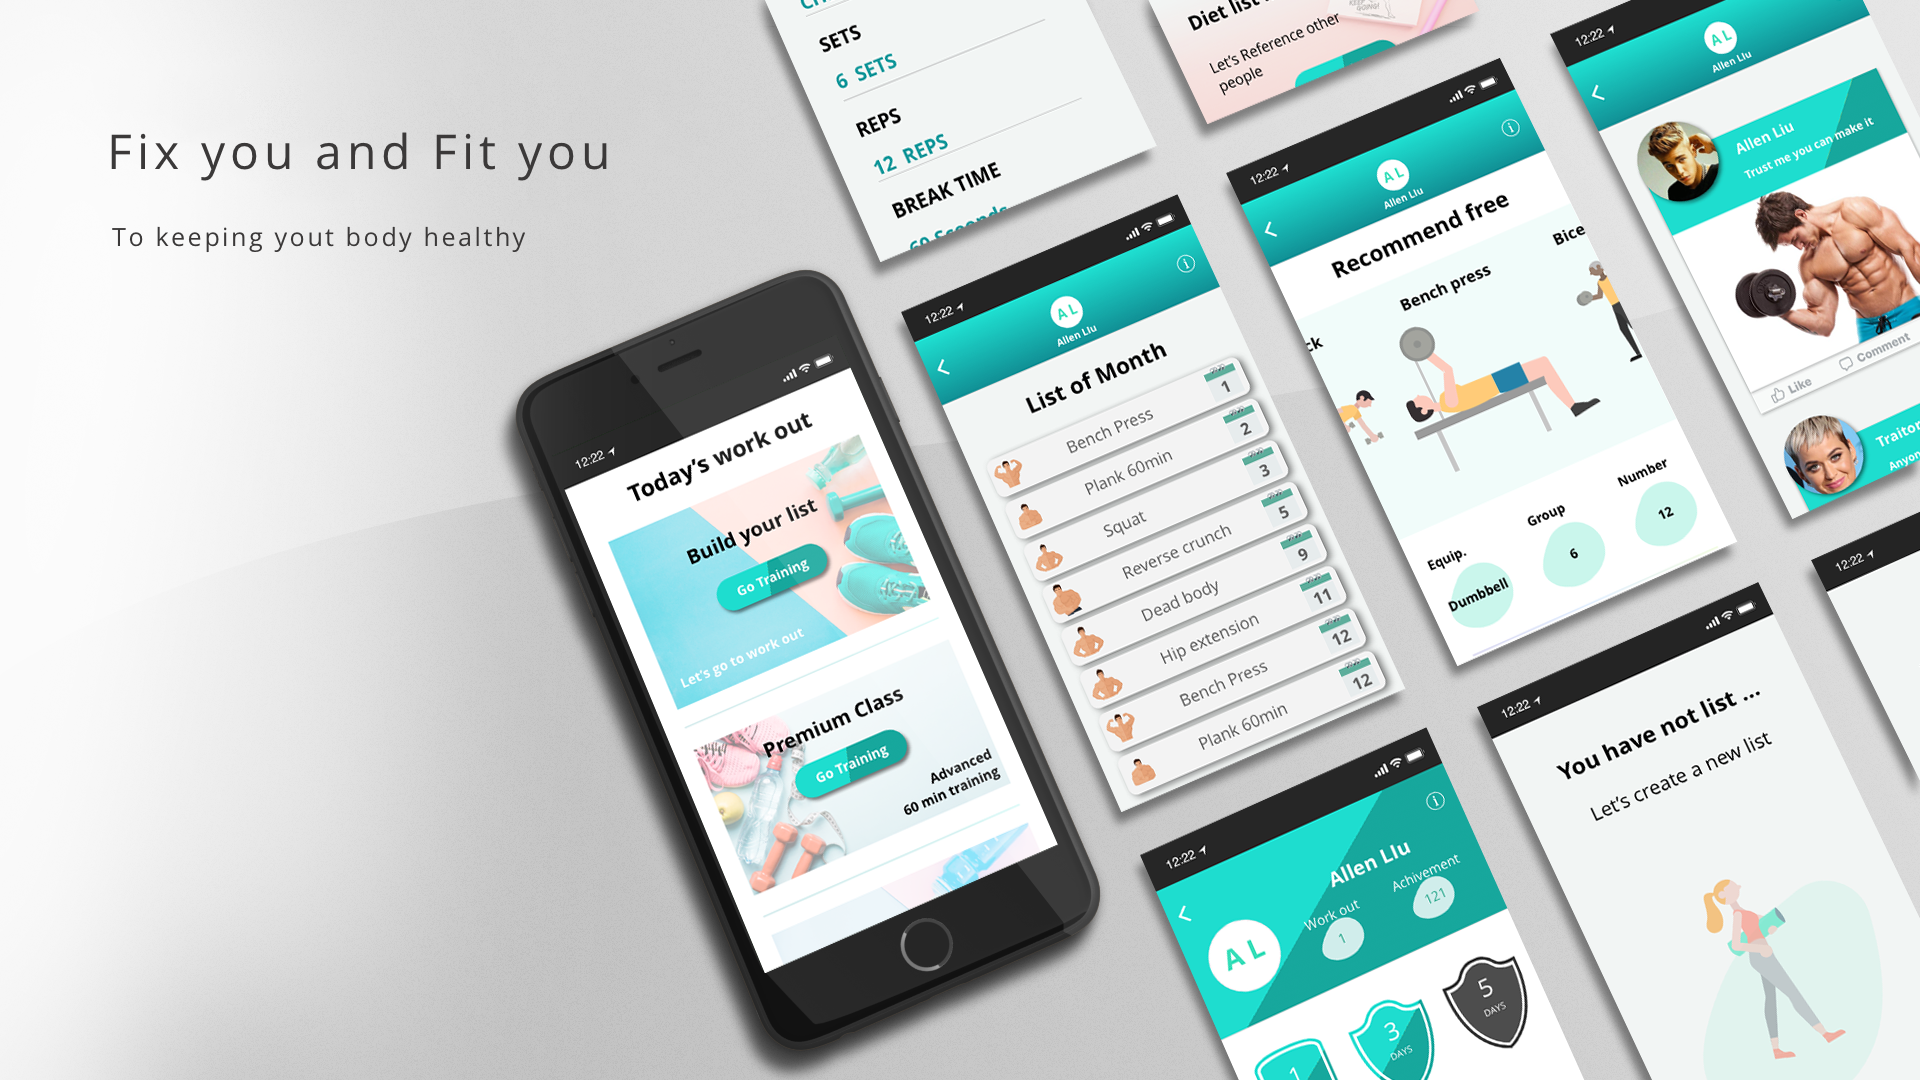 Fix you and Fit you
To keeping yout body healthy
12:22
Today's work out
Build your list
Go Training
Let's go to work out
Premium Class
Go Training
Advanced
60 min training
SETS
6 SETS
REPS
12 REPS
BREAK TIME
60 Seconds
12:22
A L
Allen LIu
List of Month
Bench Press
1
Plank 60min
2
Squat
3
Reverse crunch
5
Dead body
9
Hip extension
11
Bench Press
12
Plank 60min
12
12:22
Allen LIu
Achivement
121
Work out
1
A L
1
3
DAYS
5
DAYS
Diet list
Let's Reference other
people
12:22
A L
Allen LIu
Recommend free
ck
Bench press
Bice
Equip.
Dumbbell
Group
6
Number
12
12:22
You have not list ...
Let's create a new list
12:22
A L
Allen LIu
Allen Liu
Trust me you can make it
Like
Comment
Traitor
Anyon
12:22